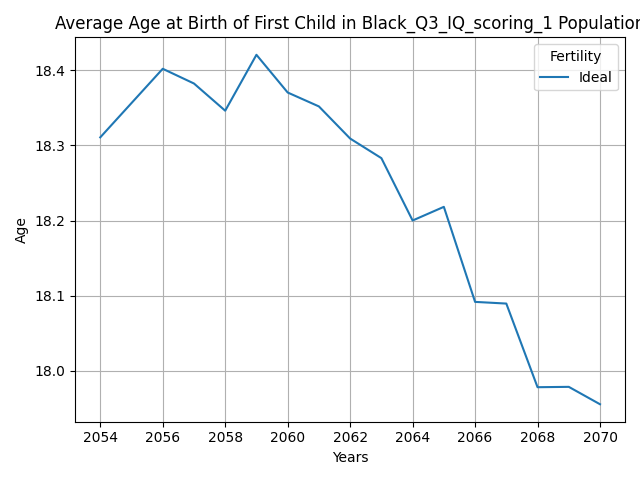 Average Age at Birth of First Child in Black_Q3_IQ_scoring_1 Population
Fertility
Ideal
18.4
18.3
18.2
18.1
18.0
Age
2054 2056 2058 2060 2062 2064 2066 2068 2070
Years